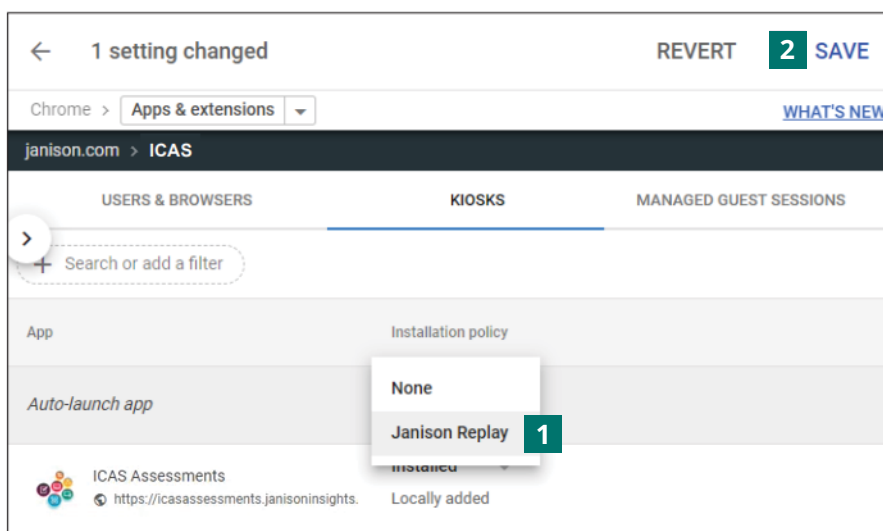 1 setting changed REVERT 2 SAVE
Chrome > Apps & extensions WHAT'S NEW
janison.com > ICAS
USERS & BROWSERS KIOSKS MANAGED GUEST SESSIONS
+ Search or add a filter
App Installation policy
None
Auto-launch app
Janison Replay 1
Installed
ICAS Assessments
https://icasassessments.janisoninsights. Locally added